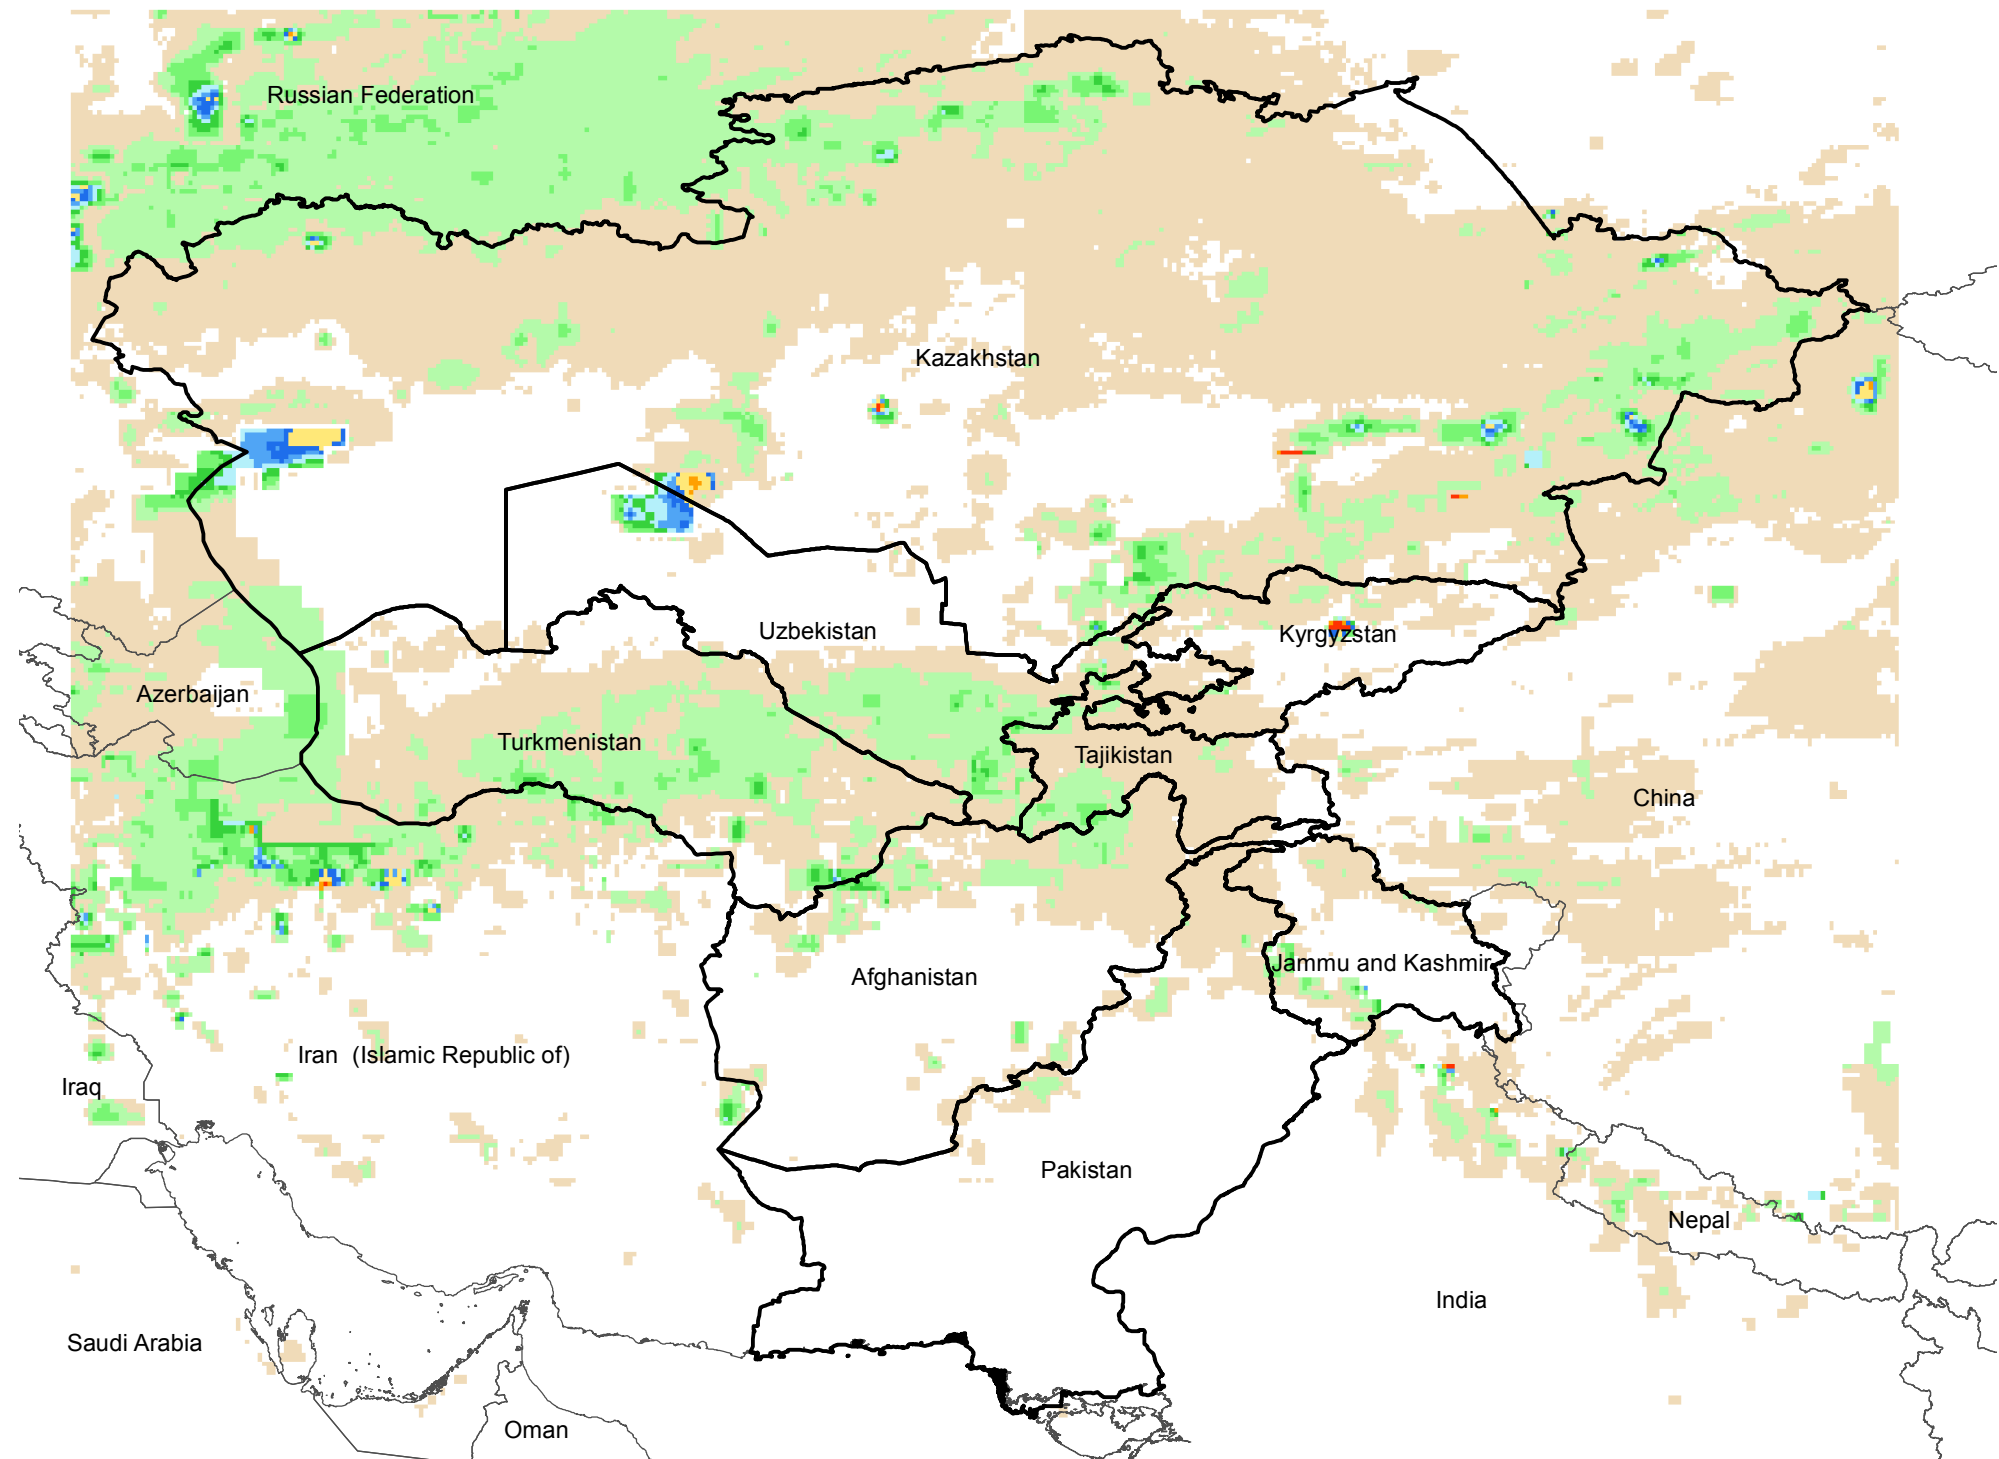 Russian Federation
Kazakhstan
Uzbekistan
Kyrgyzstan
Azerbaijan
Turkmenistan
Tajikistan
China
Jammu and Kashmir
Afghanistan
Iran  (Islamic Republic of)
Iraq
Pakistan
Nepal
India
Saudi Arabia
Oman